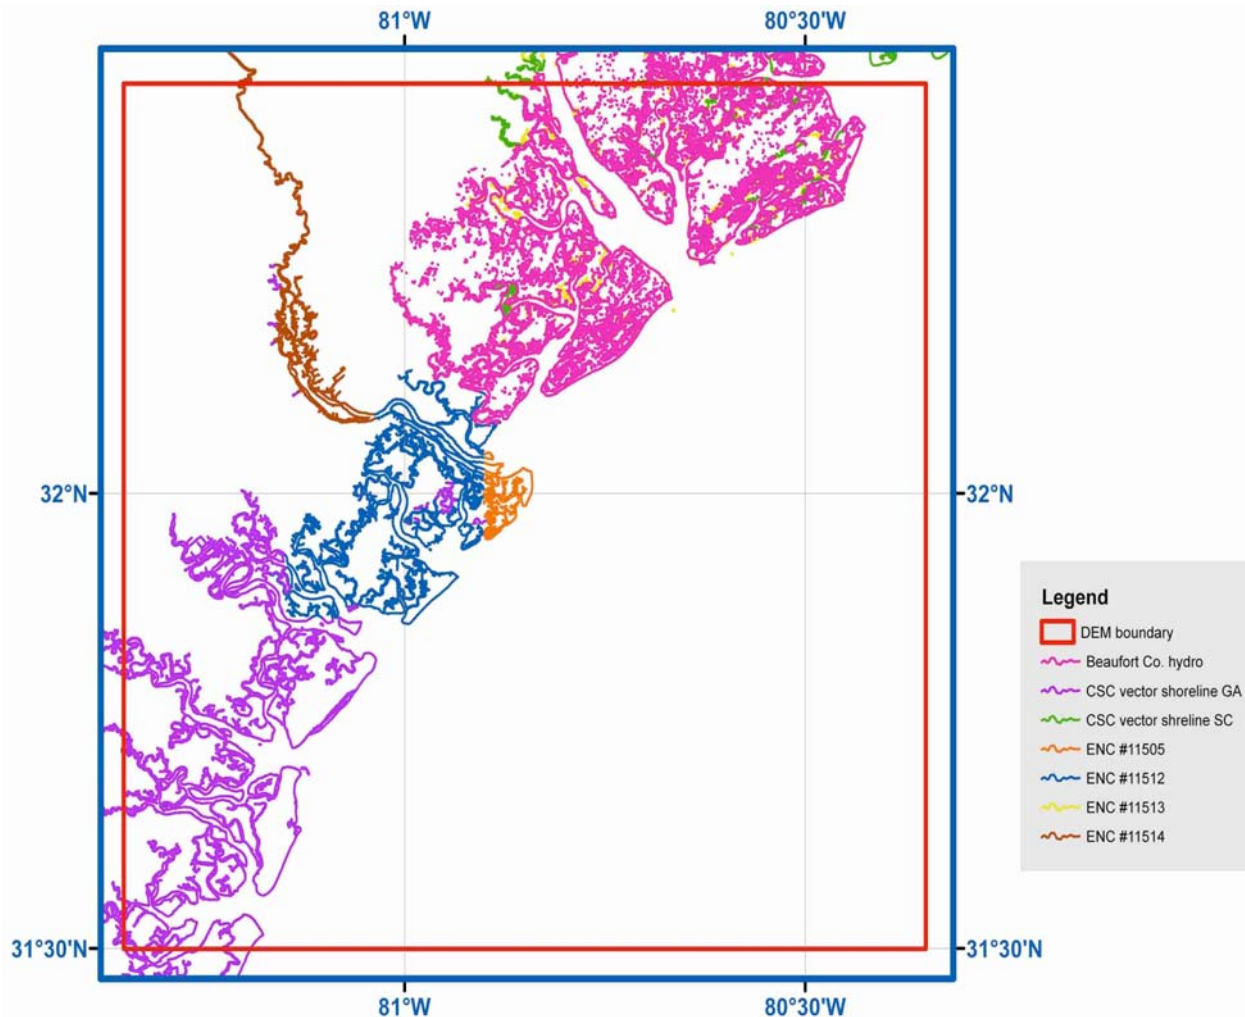 81°W 80°30'W
32°N 32°N
Legend
DEM boundary
Beaufort Co. hydro
CSC vector shoreline GA
CSC vector shreline SC
ENC #11505
ENC #11512
ENC #11513
ENC #11514
31°30'N 31°30'N
81°W 80°30'W